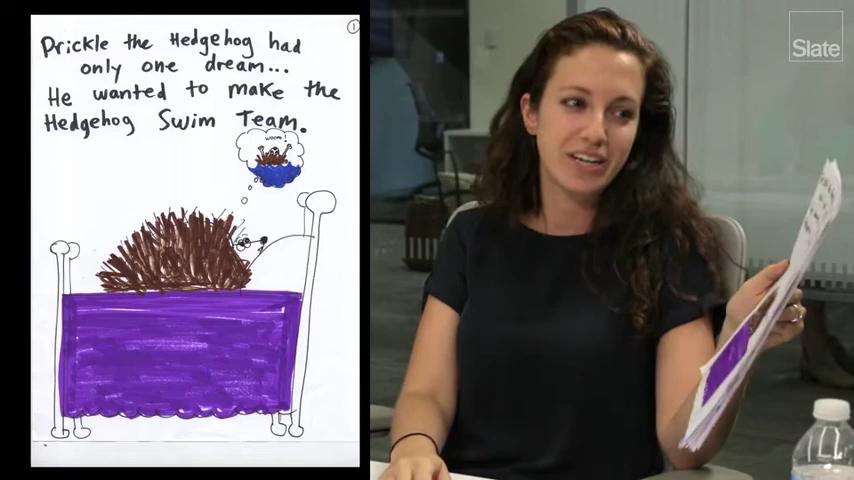 1
Prickle the Hedgehog had
only one dream...
He wanted to make the
Hedgehog Swim Team.
Slate